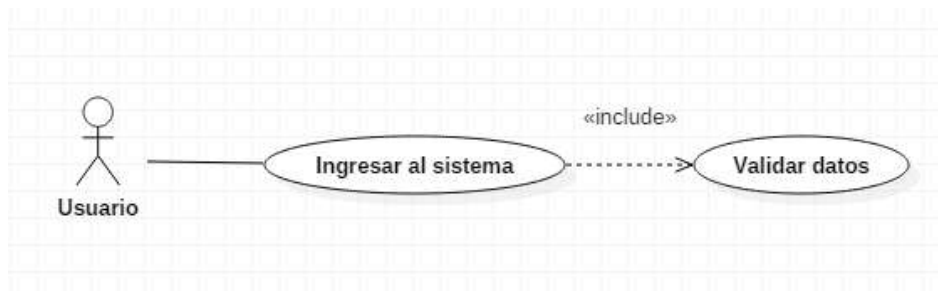 «include»
Ingresar al sistema
Validar datos
Usuario